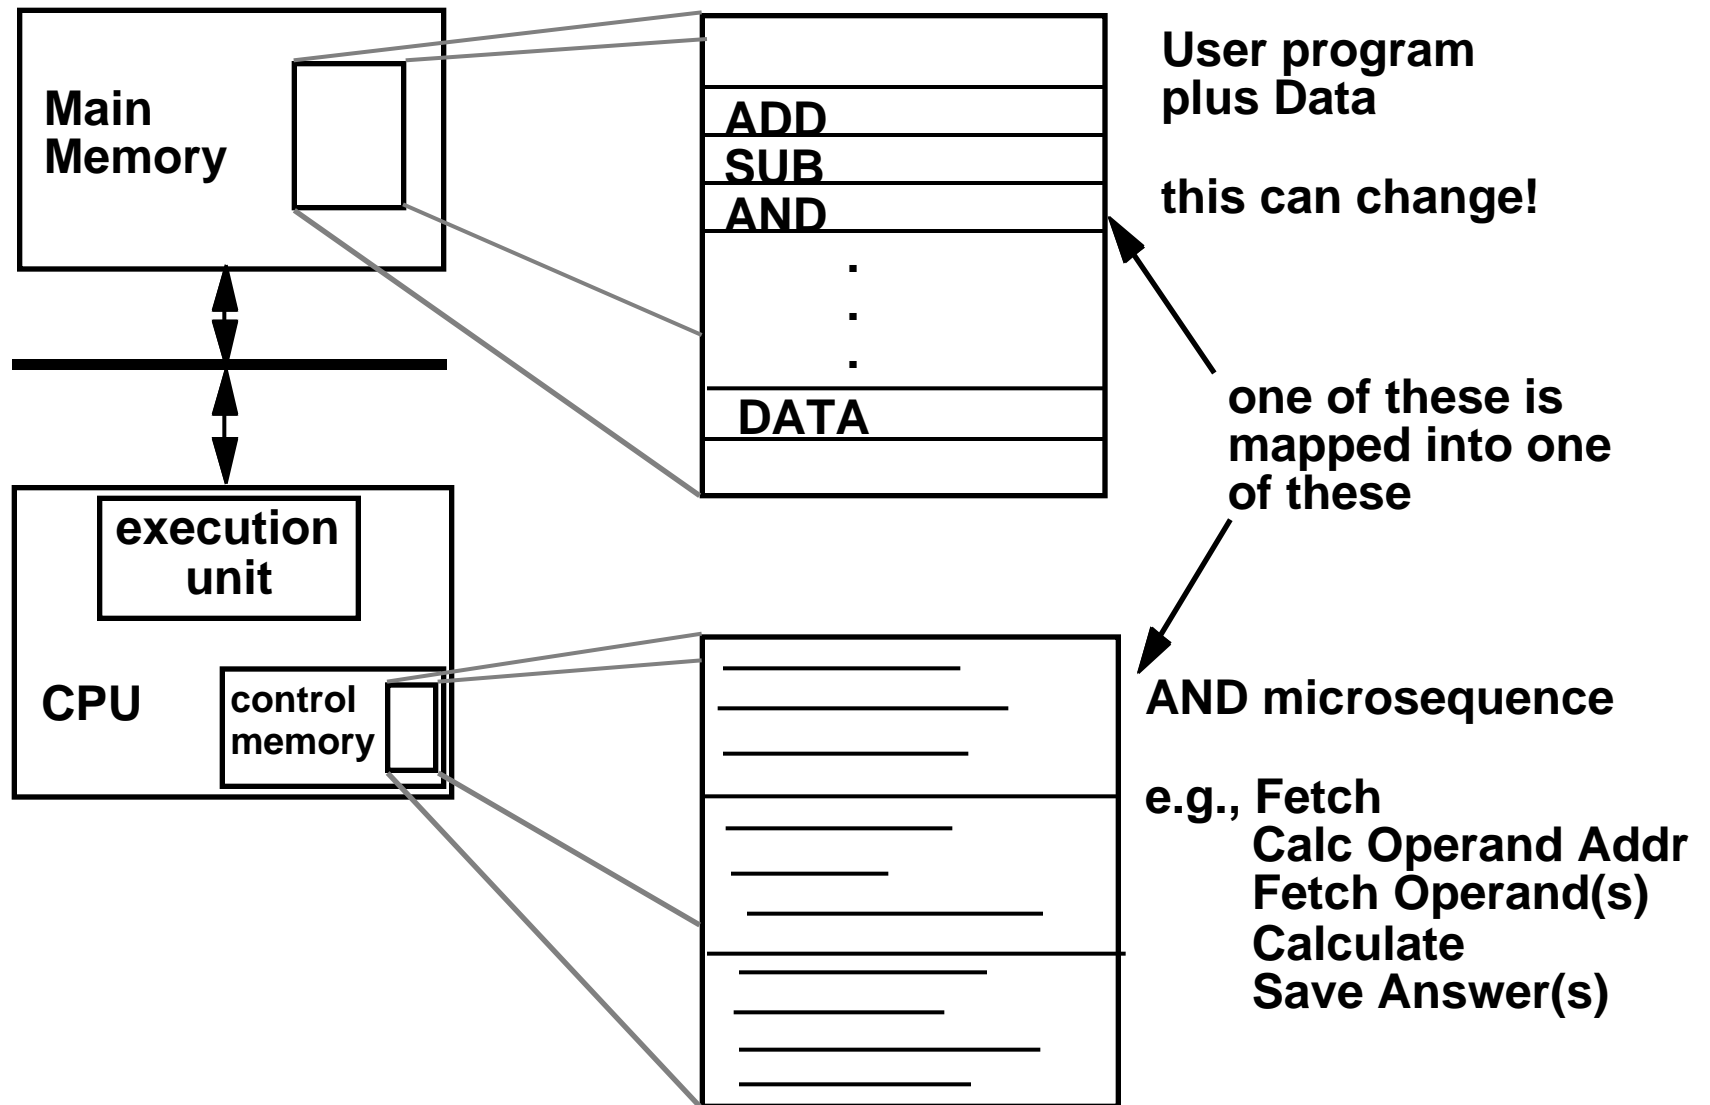 Main
Memory
ADD
SUB
AND
.
.
.
DATA
User program
plus Data
this can change!
one of these is
mapped into one
of these
execution
unit
CPU
control
memory
AND microsequence
e.g., Fetch
Calc Operand Addr
Fetch Operand(s)
Calculate
Save Answer(s)